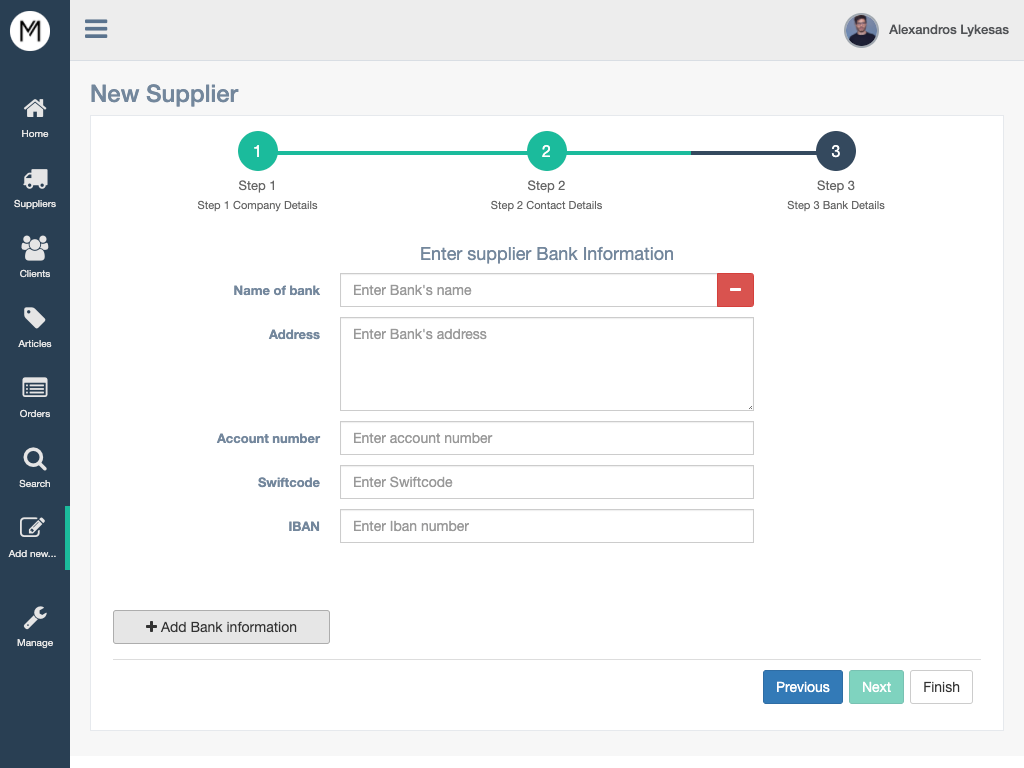 M
Alexandros Lykesas
Home
Suppliers
Clients
Articles
Orders
Search
Add new...
Manage
New Supplier
1
2
3
Step 1
Step 2
Step 3
Step 1 Company Details
Step 2 Contact Details
Step 3 Bank Details
Enter supplier Bank Information
Name of bank
Enter Bank's name
Address
Enter Bank's address
Account number
Enter account number
Swiftcode
Enter Swiftcode
IBAN
Enter Iban number
Add Bank information
Previous
Next
Finish